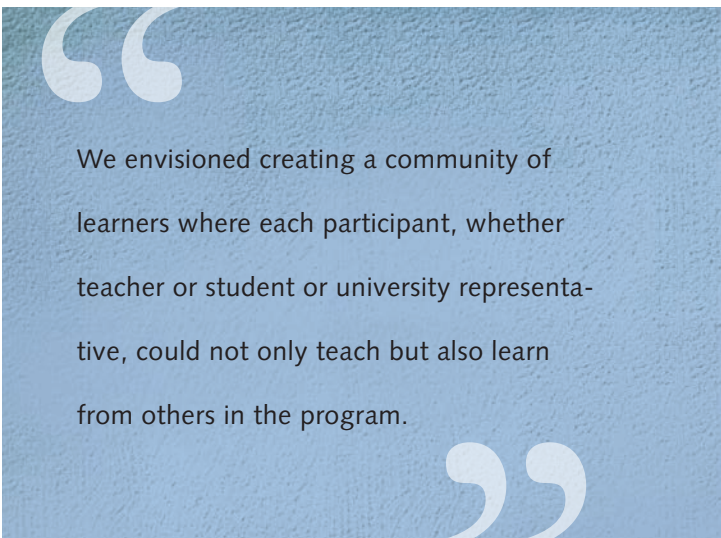 We envisioned creating a community of
learners where each participant, whether
teacher or student or university representa-
tive, could not only teach but also learn
from others in the program.